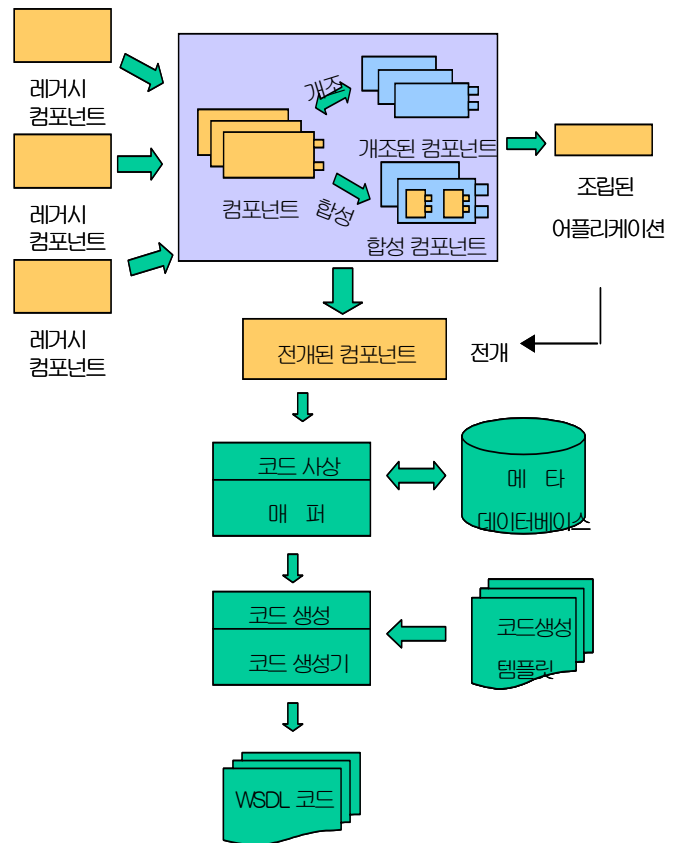 레거시
컴포넌트
레거시
컴포넌트
레거시
컴포넌트
개조
개조된 컴포넌트
컴포넌트
합성
합성 컴포넌트
조립된
어플리케이션
전개된 컴포넌트
전개
코드 사상
매 퍼
메 타
데이터베이스
코드 생성
코드 생성기
코드생성
템플릿
WSDL 코드